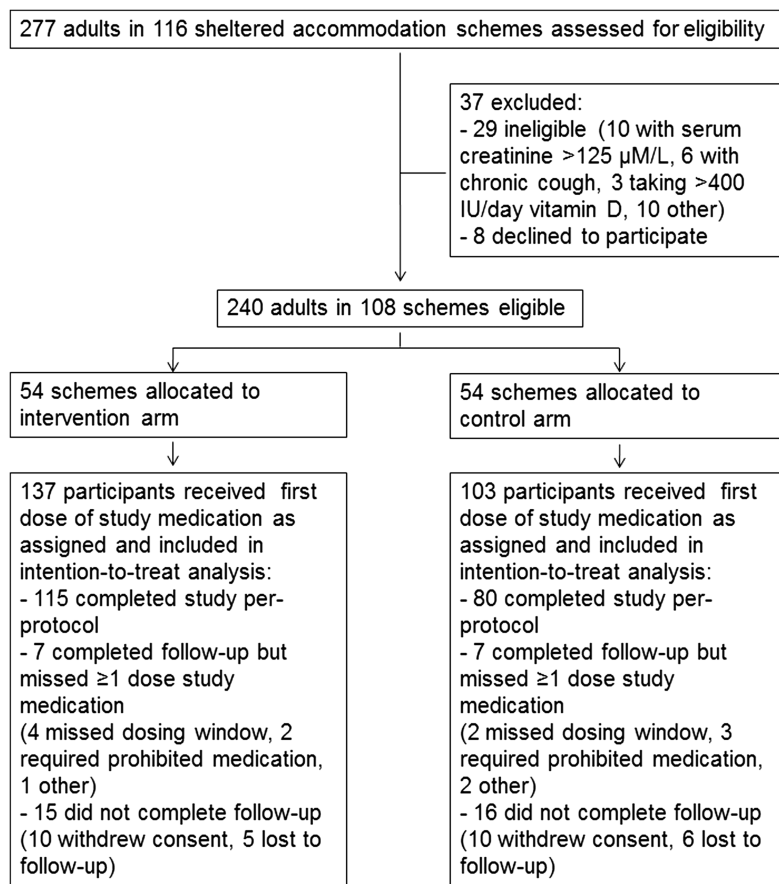 277 adults in 116 sheltered accommodation schemes assessed for eligibility
37 excluded:
- 29 ineligible (10 with serum
creatinine >125 µM/L, 6 with
chronic cough, 3 taking >400
IU/day vitamin D, 10 other)
- 8 declined to participate
240 adults in 108 schemes eligible
54 schemes allocated to
intervention arm
54 schemes allocated to
control arm
137 participants received first
dose of study medication as
assigned and included in
intention-to-treat analysis:
- 115 completed study per-
protocol
- 7 completed follow-up but
missed ≥1 dose study
medication
(4 missed dosing window, 2
required prohibited medication,
1 other)
- 15 did not complete follow-up
(10 withdrew consent, 5 lost to
follow-up)
103 participants received first
dose of study medication as
assigned and included in
intention-to-treat analysis:
- 80 completed study per-
protocol
- 7 completed follow-up but
missed ≥1 dose study
medication
(2 missed dosing window, 3
required prohibited medication,
2 other)
- 16 did not complete follow-up
(10 withdrew consent, 6 lost to
follow-up)